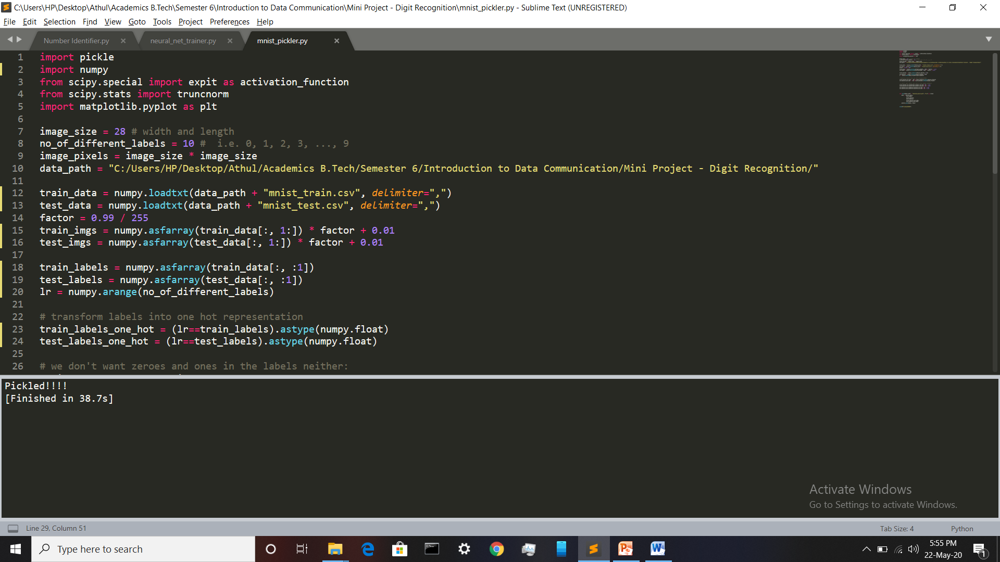 C:\Users\HP\Desktop\Athul\Academics B.Tech\Semester 6\Introduction to Data Communication\Mini Project - Digit Recognition\mnist_pickler.py - Sublime Text (UNREGISTERED)
File Edit Selection Find View Goto Tools Project Preferences Help
Number Identifier.py neural_net_trainer.py mnist_pickler.py
1 import pickle
2 import numpy
3 from scipy.special import expit as activation_function
4 from scipy.stats import truncnorm
5 import matplotlib.pyplot as plt
6
7 image_size = 28 # width and length
8 no_of_different_labels = 10 #  i.e. 0, 1, 2, 3, ..., 9
9 image_pixels = image_size * image_size
10 data_path = "C:/Users/HP/Desktop/Athul/Academics B.Tech/Semester 6/Introduction to Data Communication/Mini Project - Digit Recognition/"
11
12 train_data = numpy.loadtxt(data_path + "mnist_train.csv", delimiter=",")
13 test_data = numpy.loadtxt(data_path + "mnist_test.csv", delimiter=",")
14 factor = 0.99 / 255
15 train_imgs = numpy.asfarray(train_data[:, 1:]) * factor + 0.01
16 test_imgs = numpy.asfarray(test_data[:, 1:]) * factor + 0.01
17
18 train_labels = numpy.asfarray(train_data[:, :1])
19 test_labels = numpy.asfarray(test_data[:, :1])
20 lr = numpy.arange(no_of_different_labels)
21
22 # transform labels into one hot representation
23 train_labels_one_hot = (lr==train_labels).astype(numpy.float)
24 test_labels_one_hot = (lr==test_labels).astype(numpy.float)
25
26 # we don't want zeroes and ones in the labels neither:
Pickled!!!!
[Finished in 38.7s]
Activate Windows
Go to Settings to activate Windows.
Line 29, Column 51 Tab Size: 4 Python
Type here to search
5:55 PM
22-May-20
1